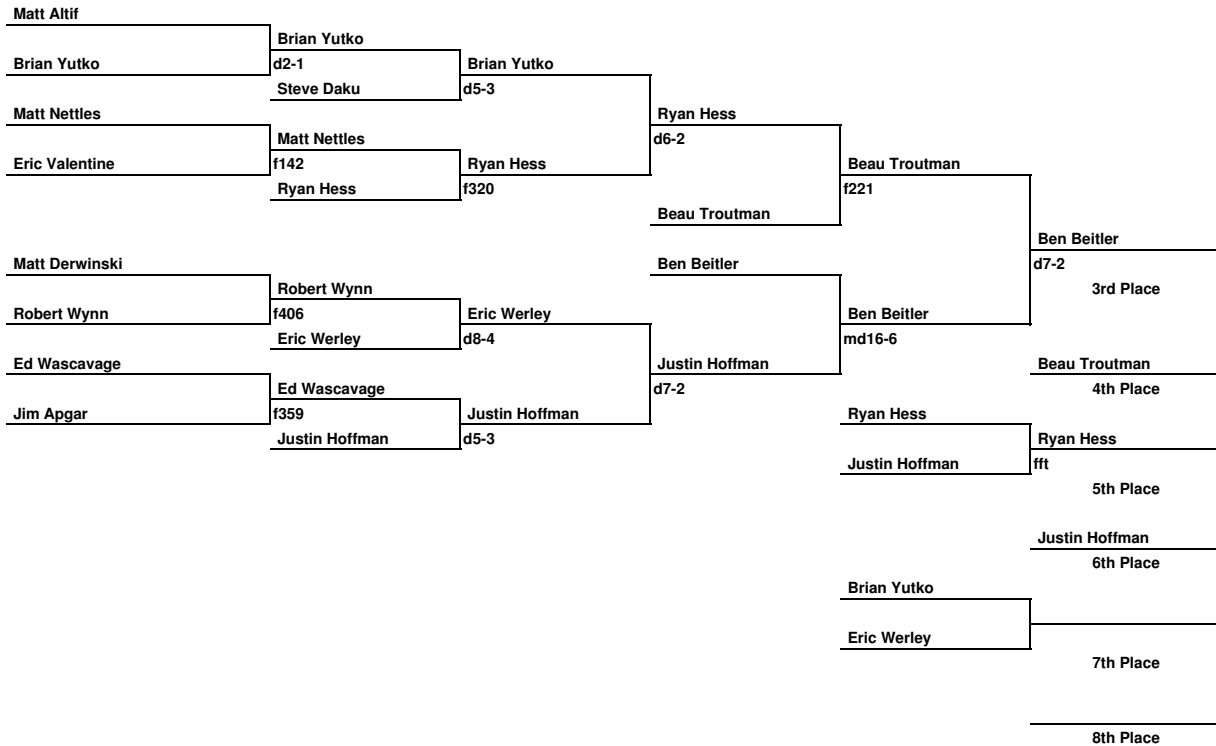 Matt Altif
Brian Yutko
Brian Yutko
d2-1
Brian Yutko
Steve Daku
d5-3
Matt Nettles
Ryan Hess
Matt Nettles
d6-2
Eric Valentine
f142
Ryan Hess
Beau Troutman
Ryan Hess
f320
f221
Beau Troutman
Ben Beitler
Matt Derwinski
Ben Beitler
d7-2
Robert Wynn
3rd Place
Robert Wynn
f406
Eric Werley
Ben Beitler
Eric Werley
d8-4
md16-6
Ed Wascavage
Justin Hoffman
Beau Troutman
Ed Wascavage
d7-2
4th Place
Jim Apgar
f359
Justin Hoffman
Ryan Hess
Justin Hoffman
d5-3
Ryan Hess
Justin Hoffman
fft
5th Place
Justin Hoffman
6th Place
Brian Yutko
Eric Werley
7th Place
8th Place